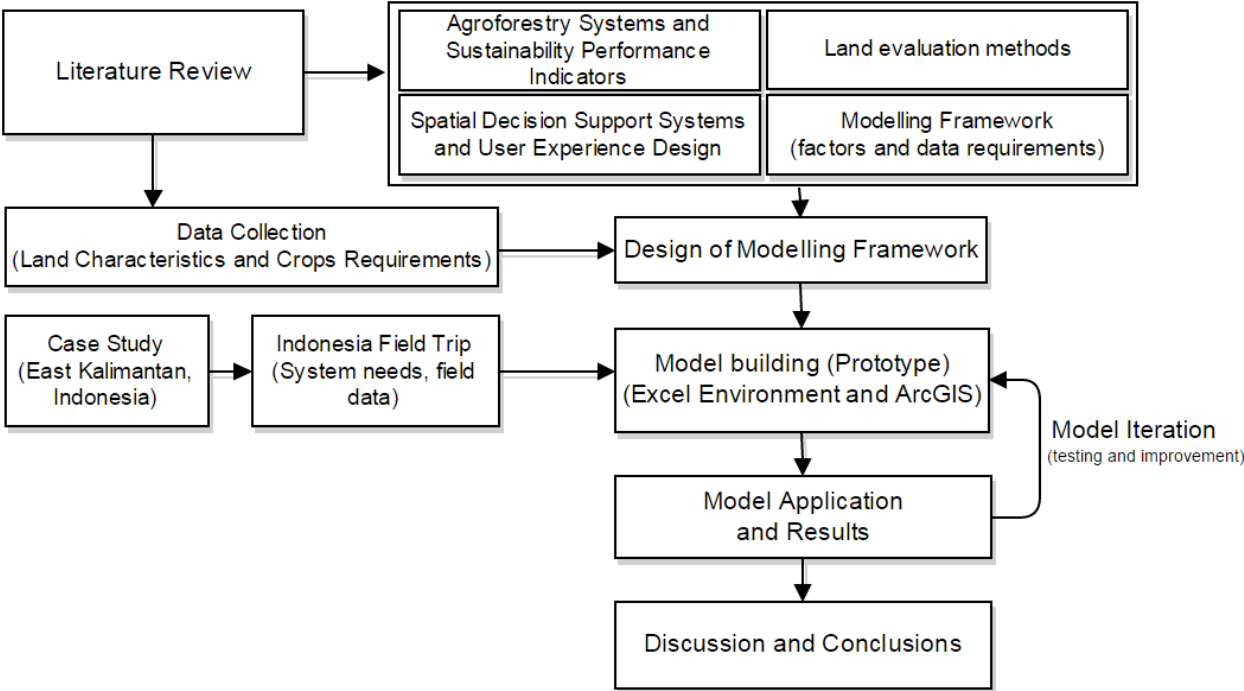 Literature Review
Agroforestry Systems and
Sustainability Performance
Indicators
Land evaluation methods
Spatial Decision Support Systems
and User Experience Design
Modelling Framework
(factors and data requirements)
Data Collection
(Land Characteristics and Crops Requirements)
Design of Modelling Framework
Case Study
(East Kalimantan,
Indonesia)
Indonesia Field Trip
(System needs, field
data)
Model building (Prototype)
(Excel Environment and ArcGIS)
Model Iteration
(testing and improvement)
Model Application
and Results
Discussion and Conclusions